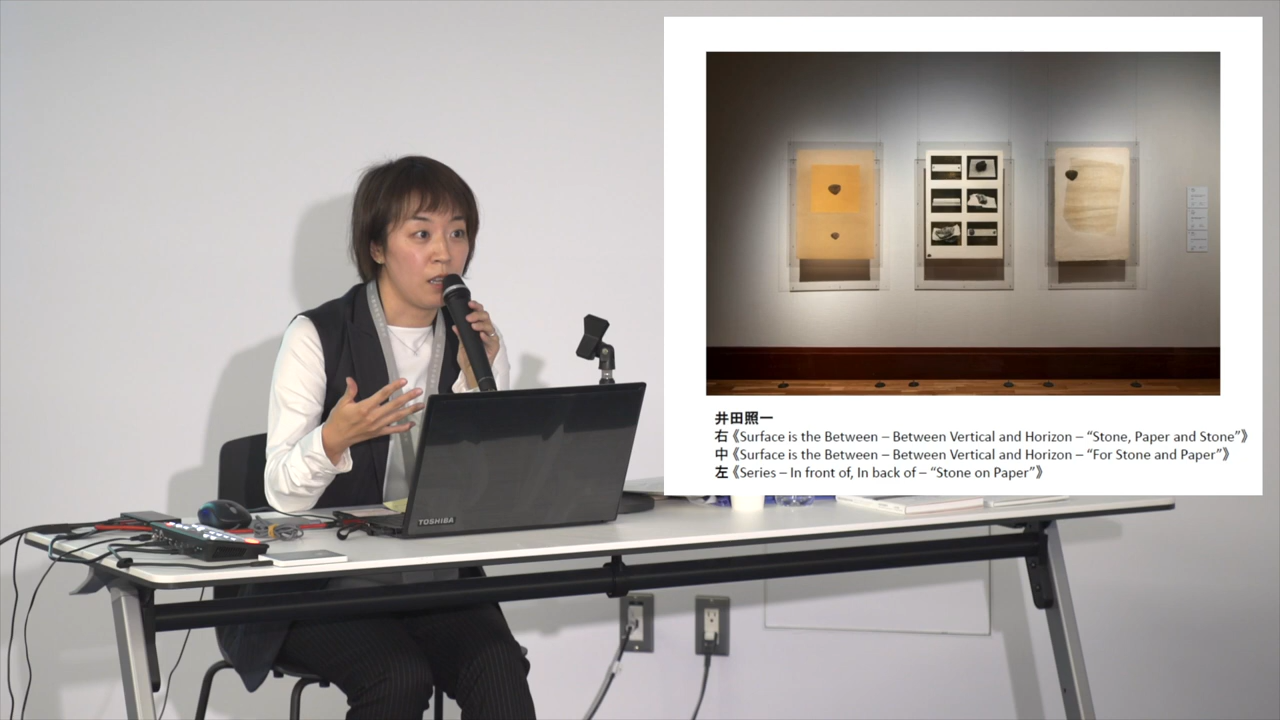 井田照一
右《Surface is the Between – Between Vertical and Horizon – “Stone, Paper and Stone”》
中《Surface is the Between – Between Vertical and Horizon – “For Stone and Paper”》
左《Series – In front of, In back of – “Stone on Paper”》
TOSHIBA